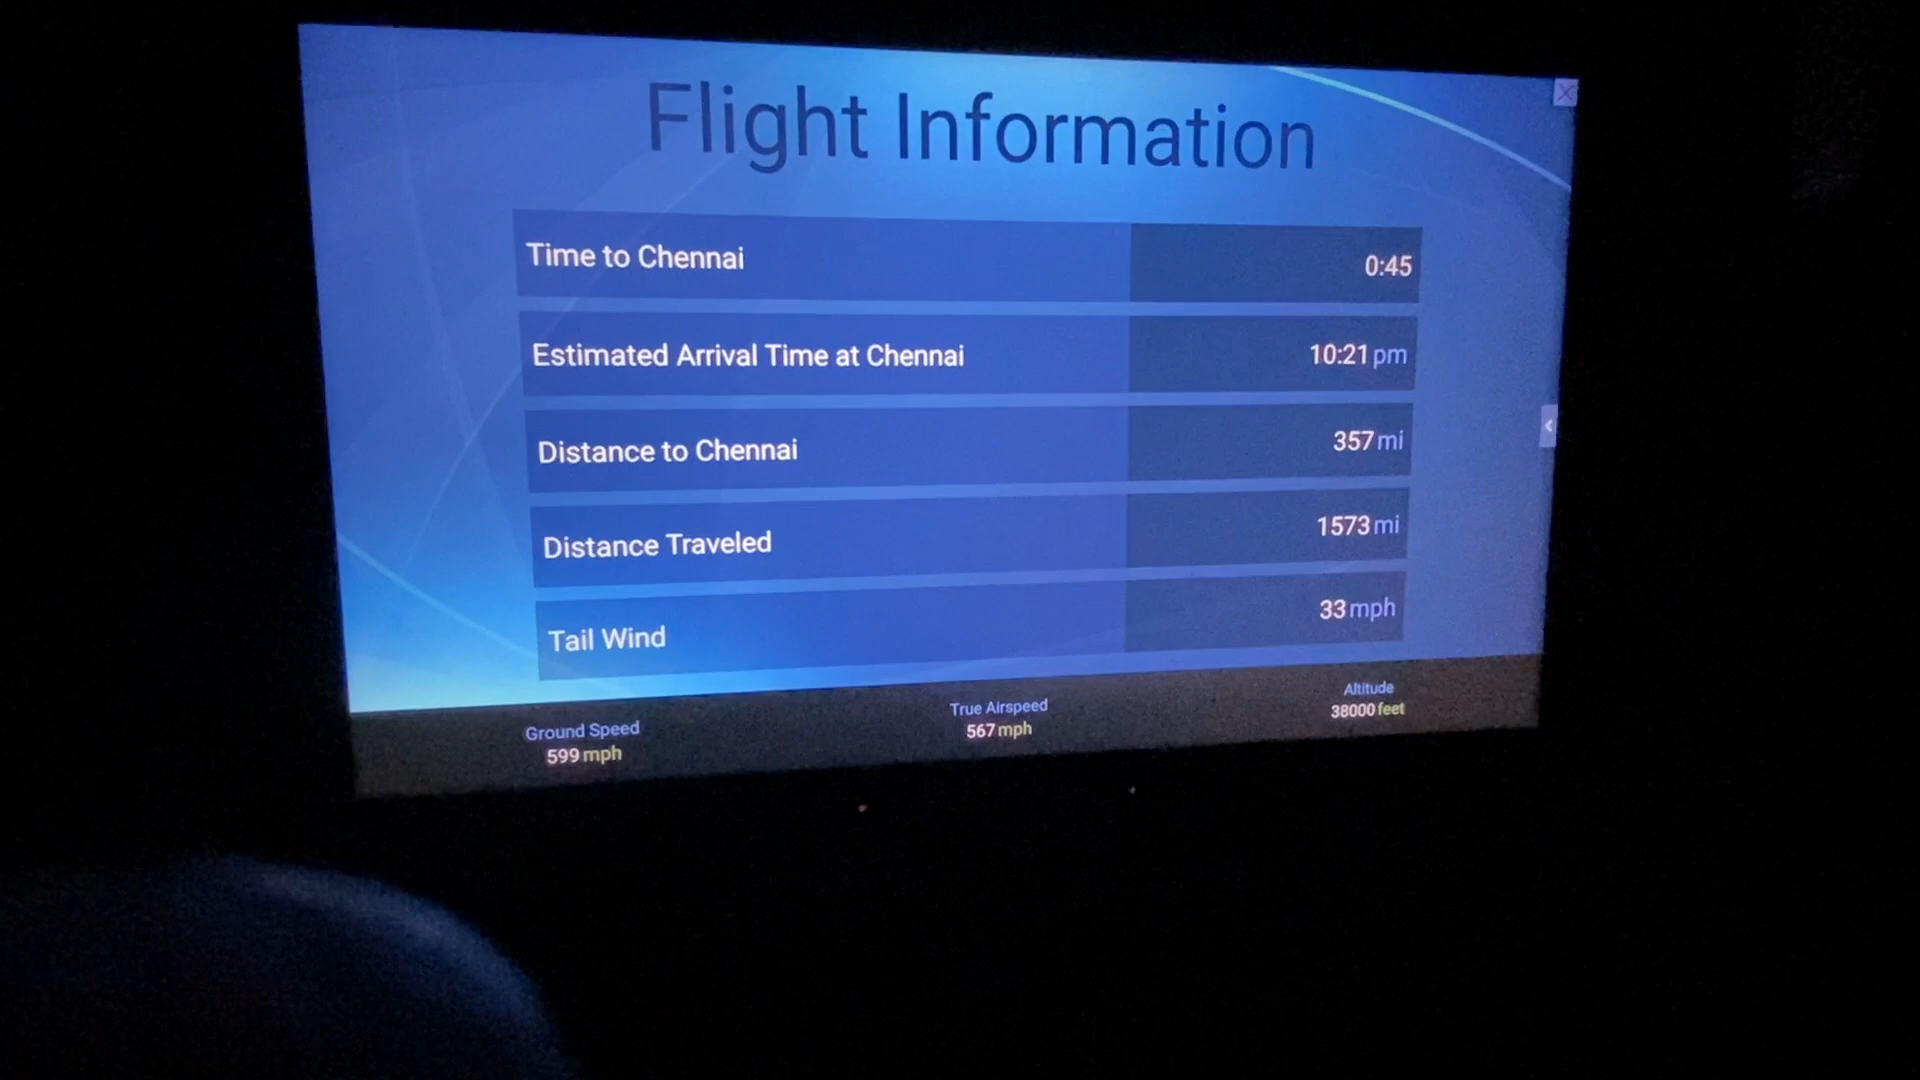 Flight Information
Time to Chennai 0:45
Estimated Arrival Time at Chennai 10:21 pm
Distance to Chennai 357 mi
Distance Traveled 1573 mi
Tail Wind 33 mph
Ground Speed True Airspeed Altitude
599 mph 567 mph 38000 feet